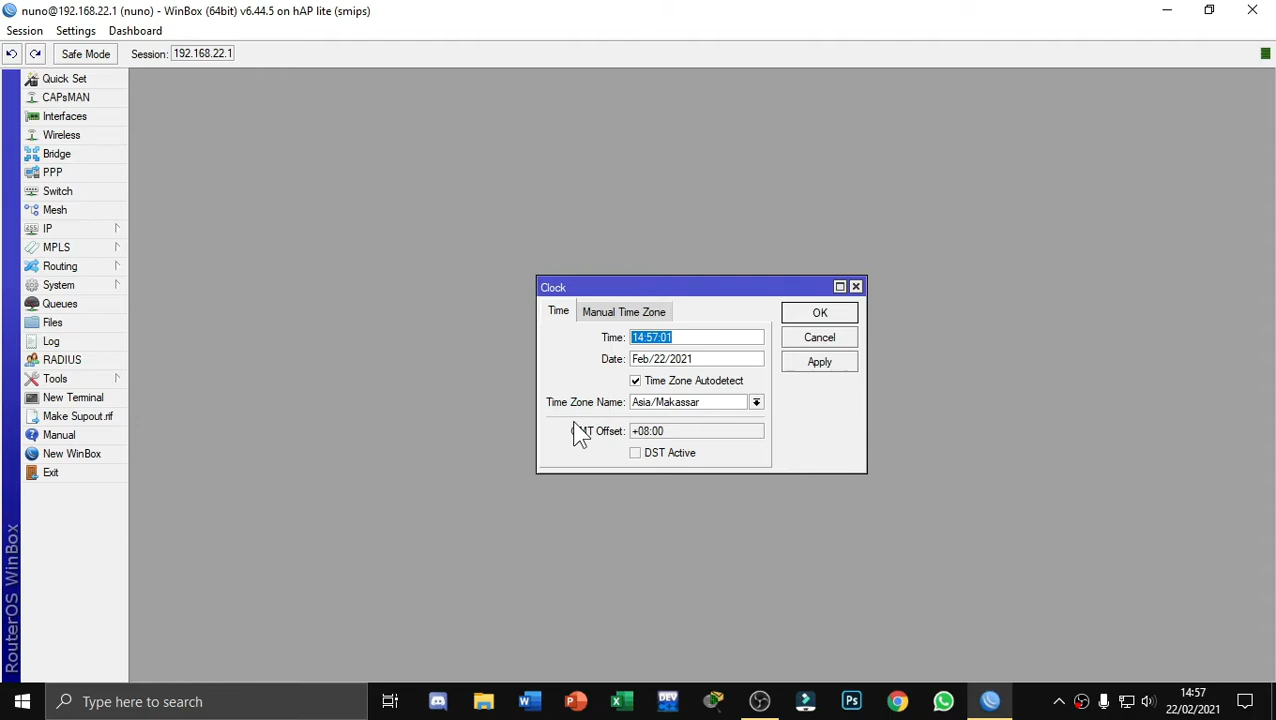 nuno@192.168.22.1 (nuno) - WinBox (64bit) v6.44.5 on hAP lite (smips)
Session Settings Dashboard
Safe Mode Session: 192.168.22.1
Quick Set
CAPsMAN
Interfaces
Wireless
Bridge
PPP
Switch
Mesh
IP
MPLS
Routing
System
Queues
Files
Log
RADIUS
Tools
New Terminal
Make Supout.rif
Manual
New WinBox
Exit
RouterOS WinBox
Clock
Time Manual Time Zone
Time: 14:57:01
Date: Feb/22/2021
Time Zone Autodetect
Time Zone Name: Asia/Makassar
Offset: +08:00
DST Active
OK
Cancel
Apply
Type here to search
14:57
22/02/2021